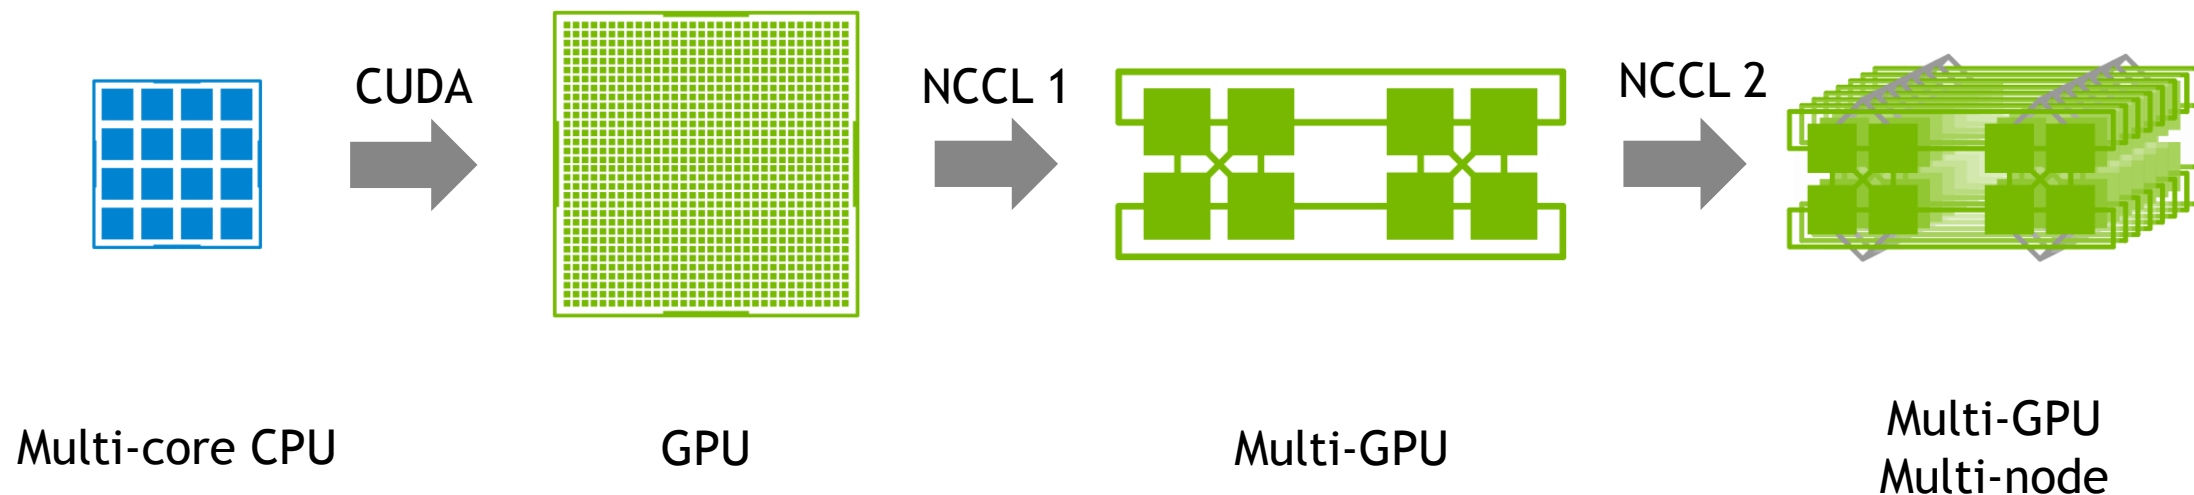 CUDA
NCCL 1
NCCL 2
Multi-core CPU
GPU
Multi-GPU
Multi-GPU
Multi-node